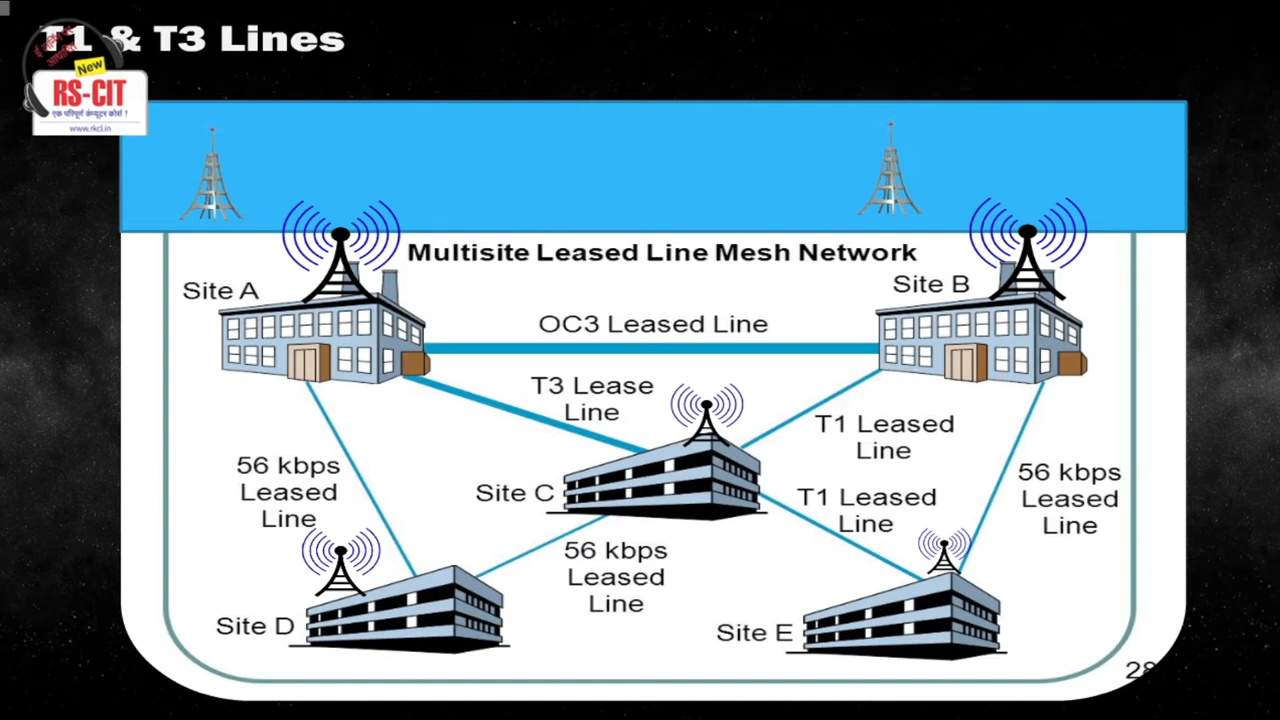 T1 & T3 Lines
New
RS-CIT
एक परिपूर्ण कंप्यूटर कोर्स !
www.rkcl.in
Multisite Leased Line Mesh Network
Site A
Site B
OC3 Leased Line
T3 Lease
Line
T1 Leased
Line
56 kbps
Leased
Line
56 kbps
Leased
Line
Site C
T1 Leased
Line
56 kbps
Leased
Line
Site D
Site E
28